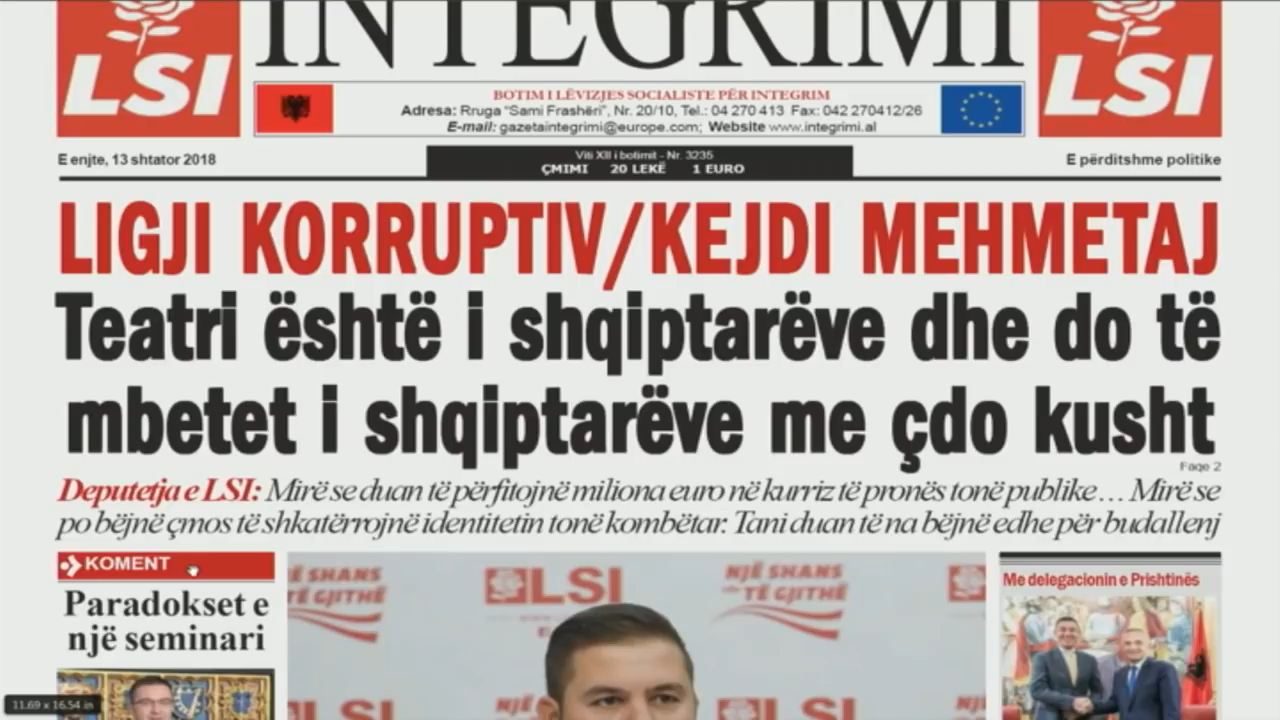 LSI
INTEGRIMI
LSI
BOTIM I LËVIZJES SOCIALISTE PËR INTEGRIM
Adresa: Rruga "Sami Frashëri", Nr. 20/10, Tel.: 04 270 413 Fax: 042 270412/26
E-mail: gazetaintegrimi@europe.com; Website www.integrimi.al
E enjte, 13 shtator 2018
Viti XII i botimit - Nr. 3235
ÇMIMI 20 LEKË 1 EURO
E përditshme politike
LIGJI KORRUPTIV/KEJDI MEHMETAJ
Teatri është i shqiptarëve dhe do të
mbetet i shqiptarëve me çdo kusht
Faqe 2
Deputetja e LSI: Mirë se duan të përfitojnë miliona euro në kurriz të pronës tonë publike... Mirë se
po bëjnë çmos të shkatërrojnë identitetin tonë kombëtar. Tani duan të na bëjnë edhe për budallenj
KOMENT
Paradokset e
një seminari
Ë SHANS
TË GJITHË
LSI
NJË SHANS
TË GJITHË
LSI
NJË
LSI
NJ
Me delegacionin e Prishtinës
11.69 x 16.54 in